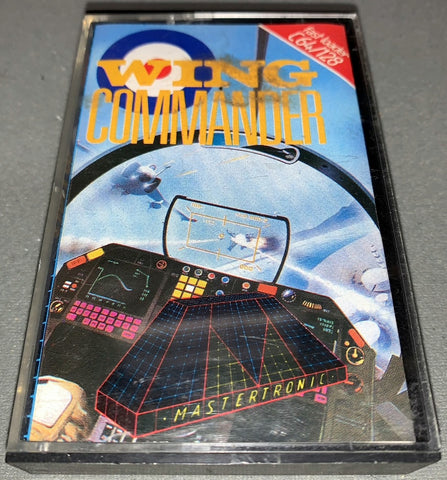 Fast loader
C64/128
WING
COMMANDER
· MASTERTRONIC ·